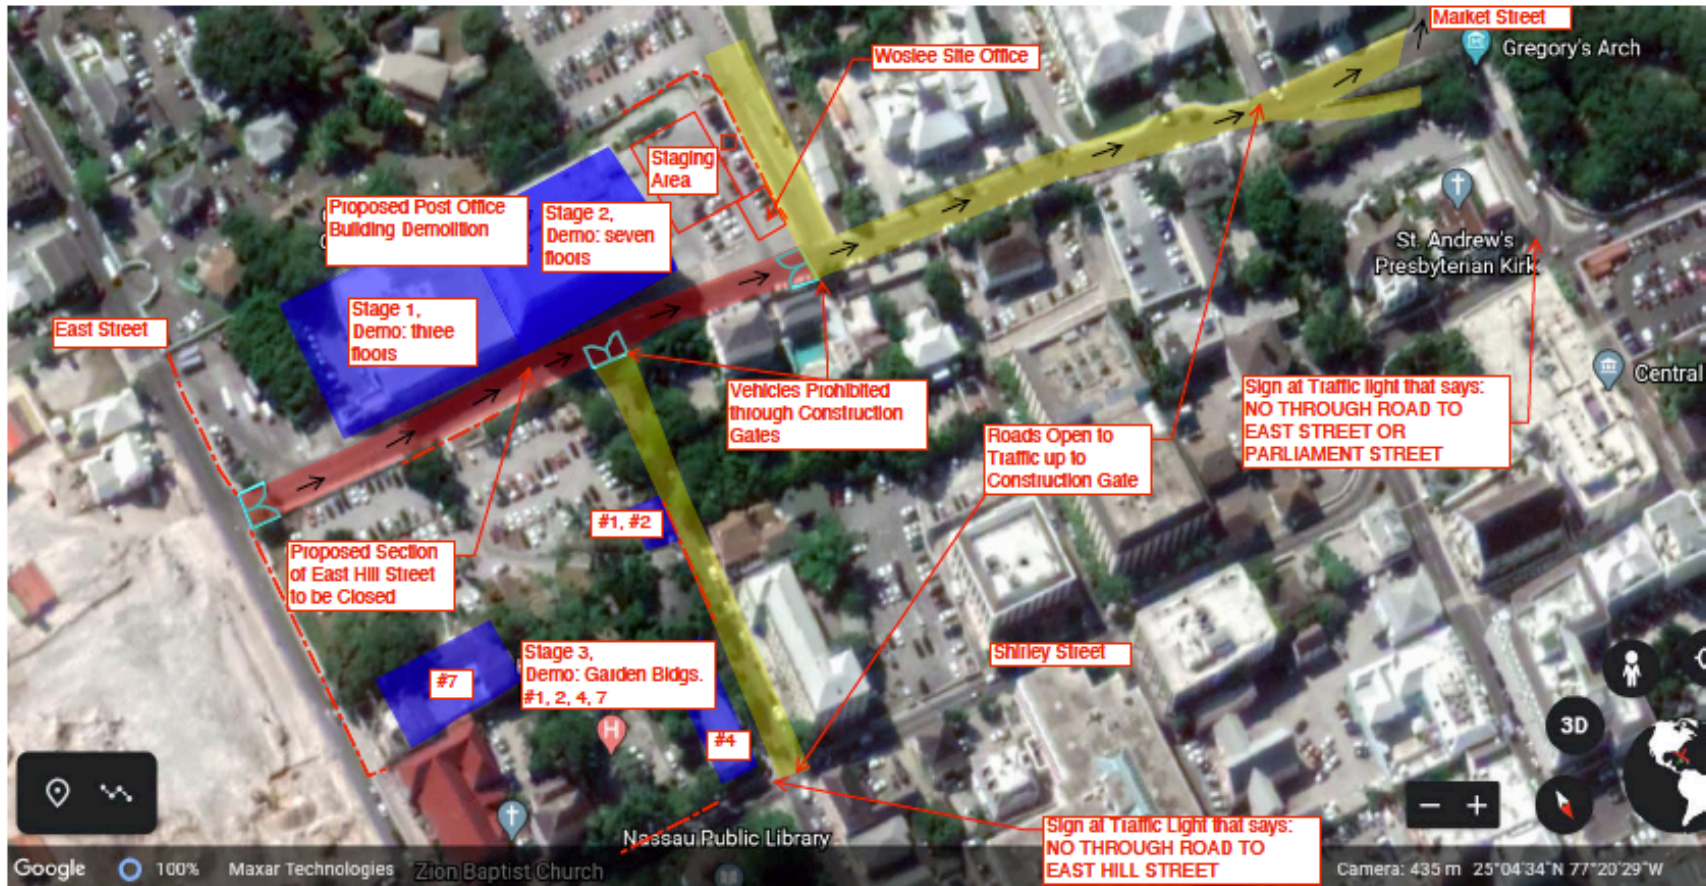 Market Street
Gregory's Arch
Woslee Site Office
Staging
Area
Proposed Post Office
Building Demolition
Stage 2,
Demo: seven
floors
St. Andrew's
Presbyterian Kirk
Stage 1,
Demo: three
floors
East Street
Vehicles Prohibited
through Construction
Gates
Sign at Traffic light that says:
NO THROUGH ROAD TO
EAST STREET OR
PARLIAMENT STREET
Central
Roads Open to
Traffic up to
Construction Gate
#1, #2
Proposed Section
of East Hill Street
to be Closed
Stage 3,
Demo: Garden Bldgs.
#1, 2, 4, 7
#7
Shirley Street
#4
H
3D
Nassau Public Library
Sign at Traffic Light that says:
NO THROUGH ROAD TO
EAST HILL STREET
Google
100%
Maxar Technologies
Zion Baptist Church
Camera: 435 m 25°04'34"N 77°20'29"W